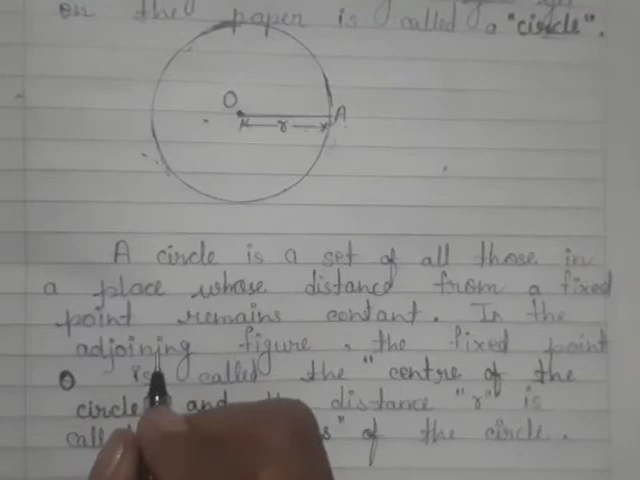 on the paper is called a "circle".
O
A
r
A circle is a set of all those in
a place whose distancd from a fixed
point remains contant. In the
adjoining figure, the fixed point
O is called the "centre of the
circle and distance "r" is
of the circle.